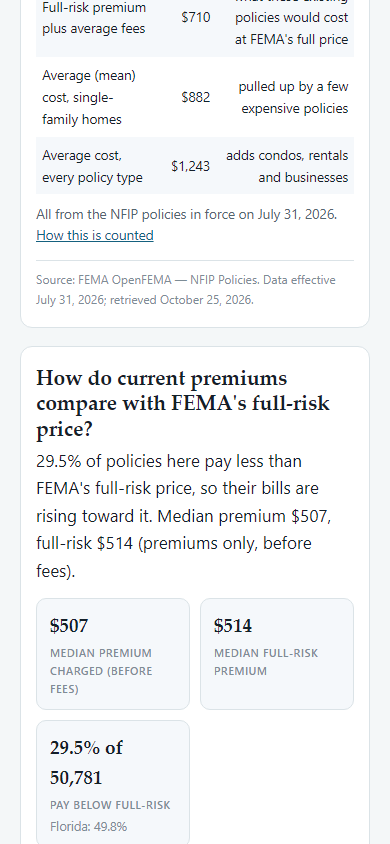 Full-risk premium
plus average fees
$710
policies would cost
at FEMA's full price
Average (mean)
cost, single-
family homes
$882
pulled up by a few
expensive policies
Average cost,
every policy type
$1,243
adds condos, rentals
and businesses
All from the NFIP policies in force on July 31, 2026.
How this is counted
Source: FEMA OpenFEMA — NFIP Policies. Data effective
July 31, 2026; retrieved October 25, 2026.
How do current premiums
compare with FEMA's full-risk
price?
29.5% of policies here pay less than
FEMA's full-risk price, so their bills are
rising toward it. Median premium $507,
full-risk $514 (premiums only, before
fees).
$507
MEDIAN PREMIUM
CHARGED (BEFORE
FEES)
$514
MEDIAN FULL-RISK
PREMIUM
29.5% of
50,781
PAY BELOW FULL-RISK
Florida: 49.8%